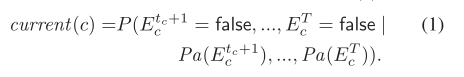 current(c) =P(E_c^{t_c+1} = false, ..., E_c^T = false | (1)
Pa(E_c^{t_c+1}), ..., Pa(E_c^T)).